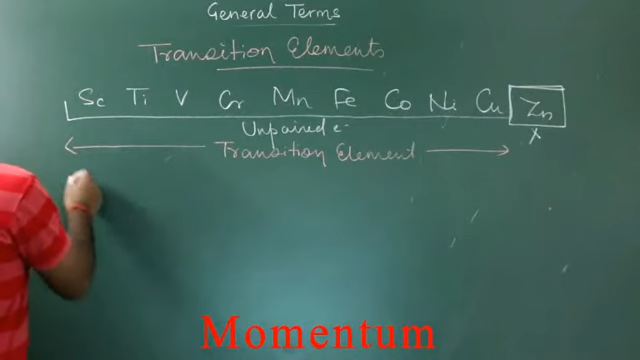 General Terms
Transition Elements
Sc Ti V Cr Mn Fe Co Ni Cu Zn
Unpaired e-
x
Transition Element
Momentum